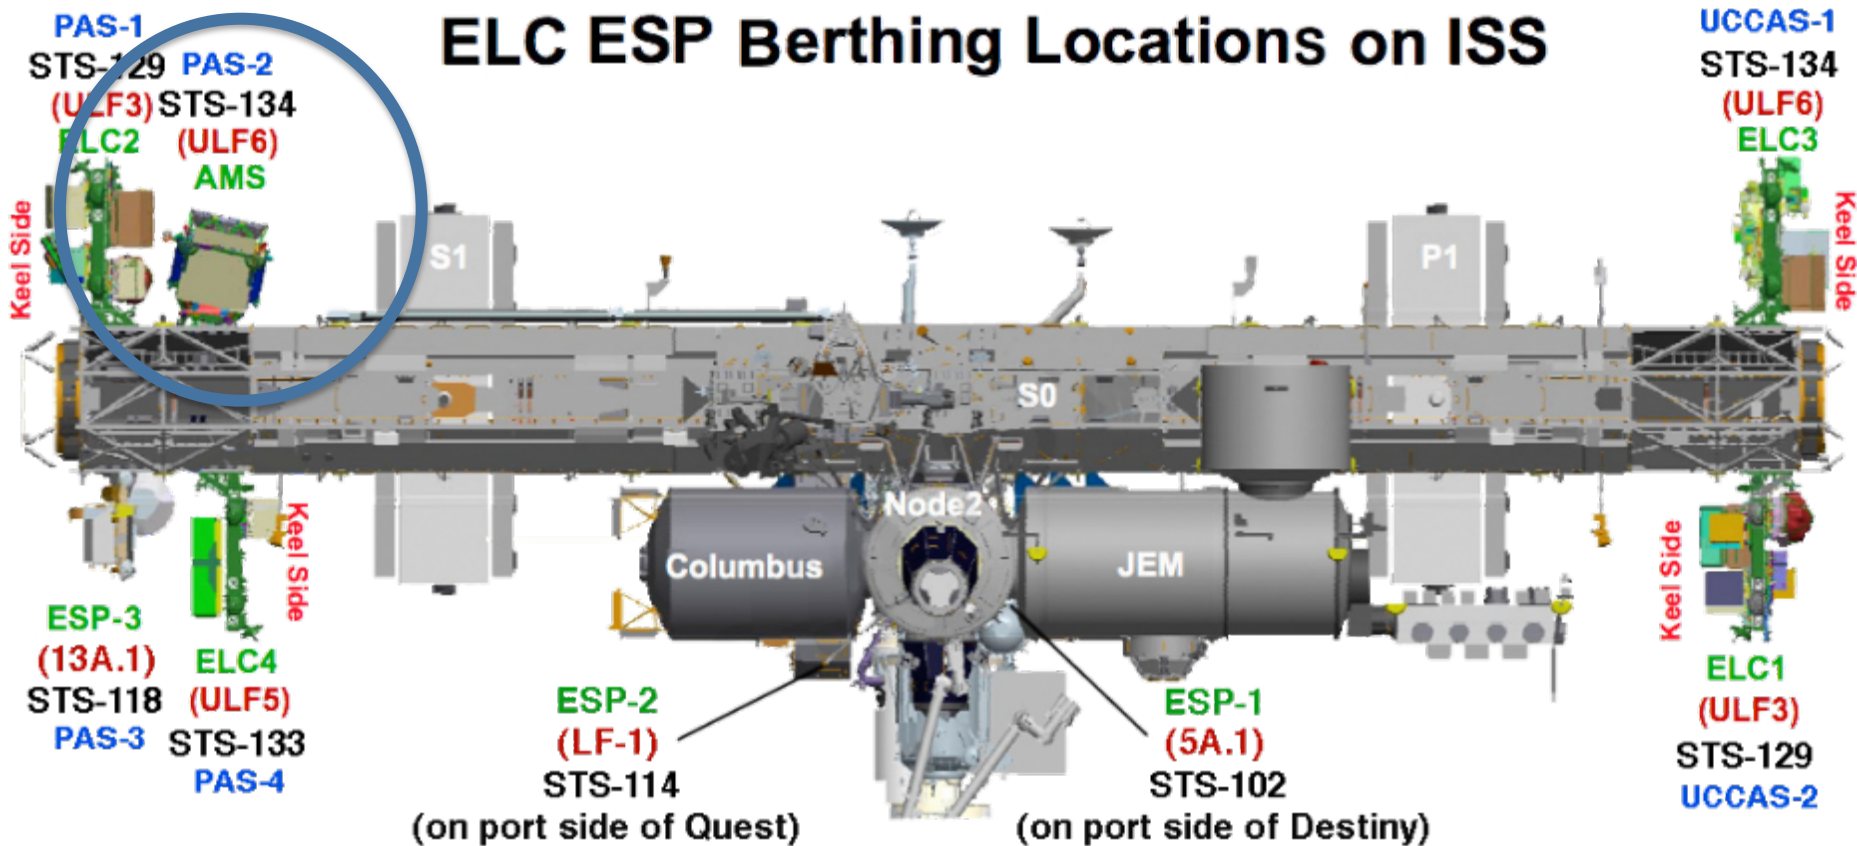 ELC ESP Berthing Locations on ISS
PAS-1
STS-129
(ULF3)
ELC2
PAS-2
STS-134
(ULF6)
AMS
UCCAS-1
STS-134
(ULF6)
ELC3
Keel Side
Keel Side
S1
P1
S0
Node2
Columbus
JEM
Keel Side
Keel Side
ESP-3
(13A.1)
STS-118
PAS-3
ELC4
(ULF5)
STS-133
PAS-4
ESP-2
(LF-1)
STS-114
(on port side of Quest)
ESP-1
(5A.1)
STS-102
(on port side of Destiny)
ELC1
(ULF3)
STS-129
UCCAS-2